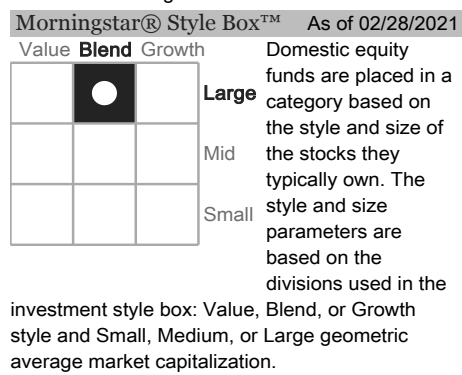 Morningstar® Style Box™ As of 02/28/2021
Value Blend Growth
Large
Mid
Small
Domestic equity
funds are placed in a
category based on
the style and size of
the stocks they
typically own. The
style and size
parameters are
based on the
divisions used in the
investment style box: Value, Blend, or Growth
style and Small, Medium, or Large geometric
average market capitalization.